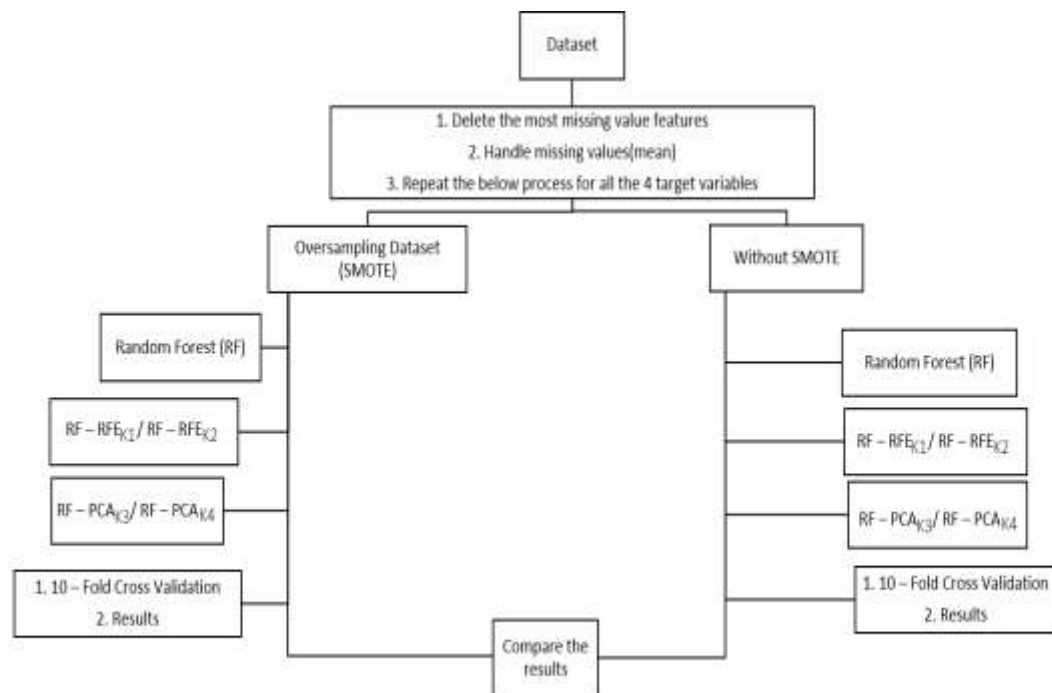 Dataset
1. Delete the most missing value features
2. Handle missing values(mean)
3. Repeat the below process for all the 4 target variables
Oversampling Dataset
(SMOTE)
Without SMOTE
Random Forest (RF)
RF – RFEK1/ RF – RFEK2
RF – PCAK3/ RF – PCAK4
1. 10 – Fold Cross Validation
2. Results
Random Forest (RF)
RF – RFEK1/ RF – RFEK2
RF – PCAK3/ RF – PCAK4
1. 10 – Fold Cross Validation
2. Results
Compare the
results